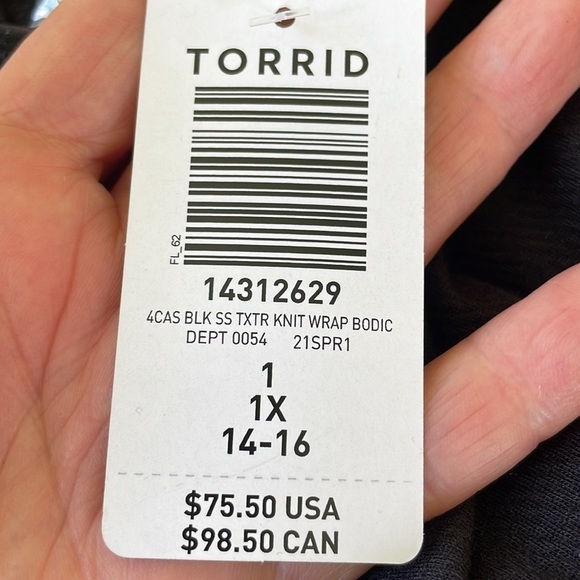 TORRID
FL_62
14312629
4CAS BLK SS TXTR KNIT WRAP BODIC
DEPT 0054 21SPR1
1
1X
14-16
$75.50 USA
$98.50 CAN